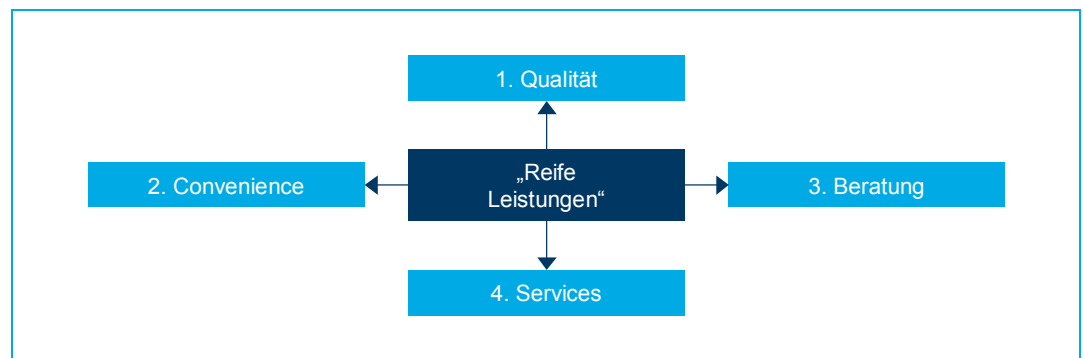 1. Qualität
2. Convenience
„Reife
Leistungen“
3. Beratung
4. Services